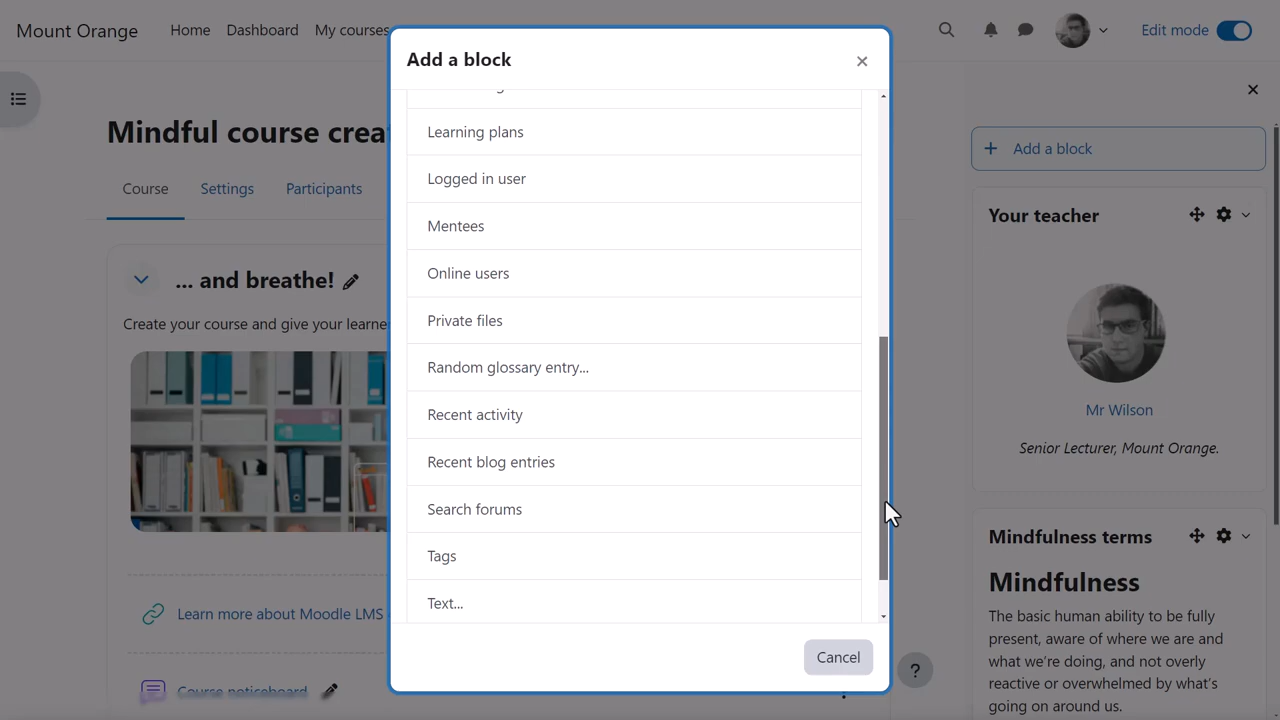 Mount Orange
Home
Dashboard
My courses
Edit mode
Add a block
Learning plans
Logged in user
Mentees
Online users
Private files
Random glossary entry...
Recent activity
Recent blog entries
Search forums
Tags
Text...
Cancel
?
Mindful course
Course
Settings
Participants
... and breathe!
Create your course and give your
Learn more about Moodle LMS
Course noticeboard
Add a block
Your teacher
Mr Wilson
Senior Lecturer, Mount Orange.
Mindfulness terms
Mindfulness
The basic human ability to be fully
present, aware of where we are and
what we're doing, and not overly
reactive or overwhelmed by what's
going on around us.